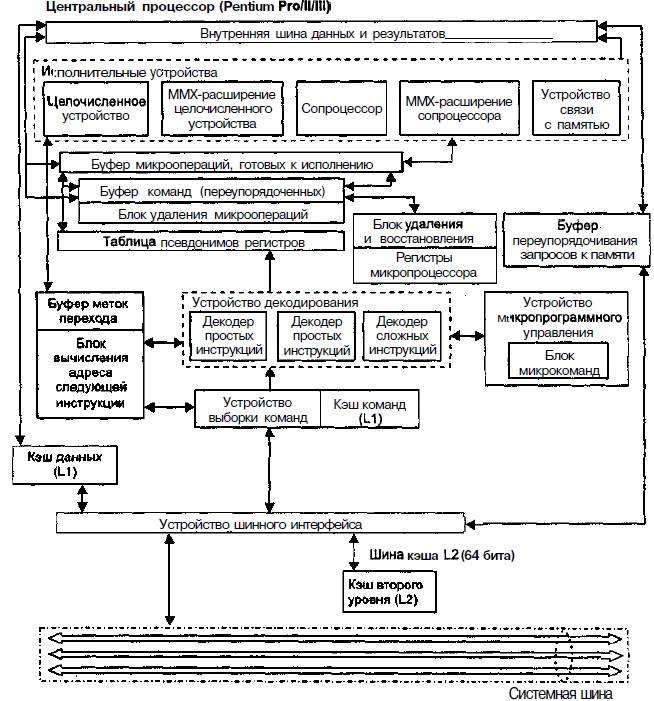 Центральный процессор (Pentium Pro/II/III)
Внутренняя шина данных и результатов
Исполнительные устройства
Целочисленное
устройство
ММХ-расширение
целочисленного
устройства
Сопроцессор
ММХ-расширение
сопроцессора
Устройство
связи
с памятью
Буфер микроопераций, готовых к исполнению
Буфер команд (переупорядоченных)
Блок удаления микроопераций
Таблица псевдонимов регистров
Блок удаления
и восстановления
Регистры
микропроцессора
Буфер
переупорядочивания
запросов к памяти
Буфер меток
перехода
Блок
вычисления
адреса
следующей
инструкции
Устройство декодирования
Декодер
простых
инструкций
Декодер
простых
инструкций
Декодер
сложных
инструкций
Устройство
микропрограммного
управления
Блок
микрокоманд
Устройство
выборки команд
Кэш команд
(L1)
Кэш данных
(L1)
Устройство шинного интерфейса
Шина кэша L2 (64 бита)
Кэш второго
уровня (L2)
Системная шина